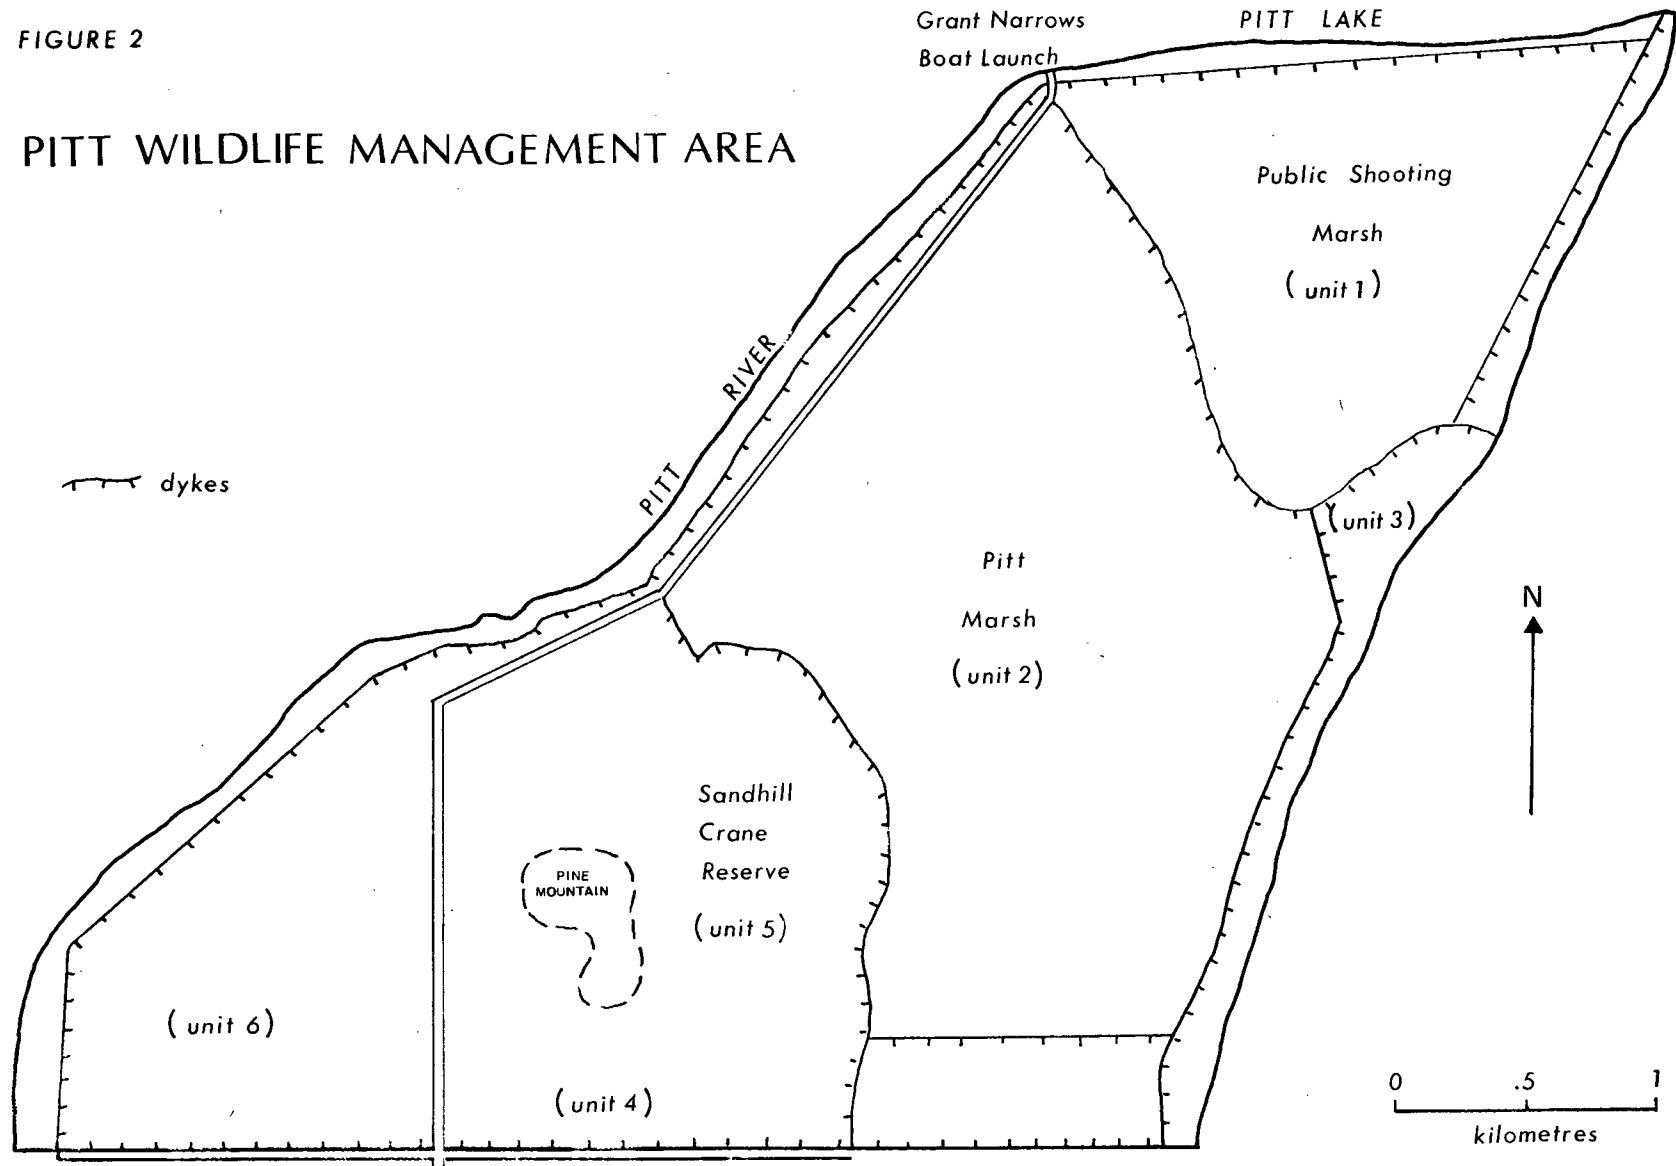 FIGURE 2
PITT WILDLIFE MANAGEMENT AREA
Grant Narrows
Boat Launch
PITT LAKE
Public Shooting
Marsh
(unit 1)
PITT RIVER
dykes
(unit 3)
Pitt
Marsh
(unit 2)
N
Sandhill
Crane
Reserve
(unit 5)
PINE
MOUNTAIN
(unit 6)
(unit 4)
0 .5 1
kilometres